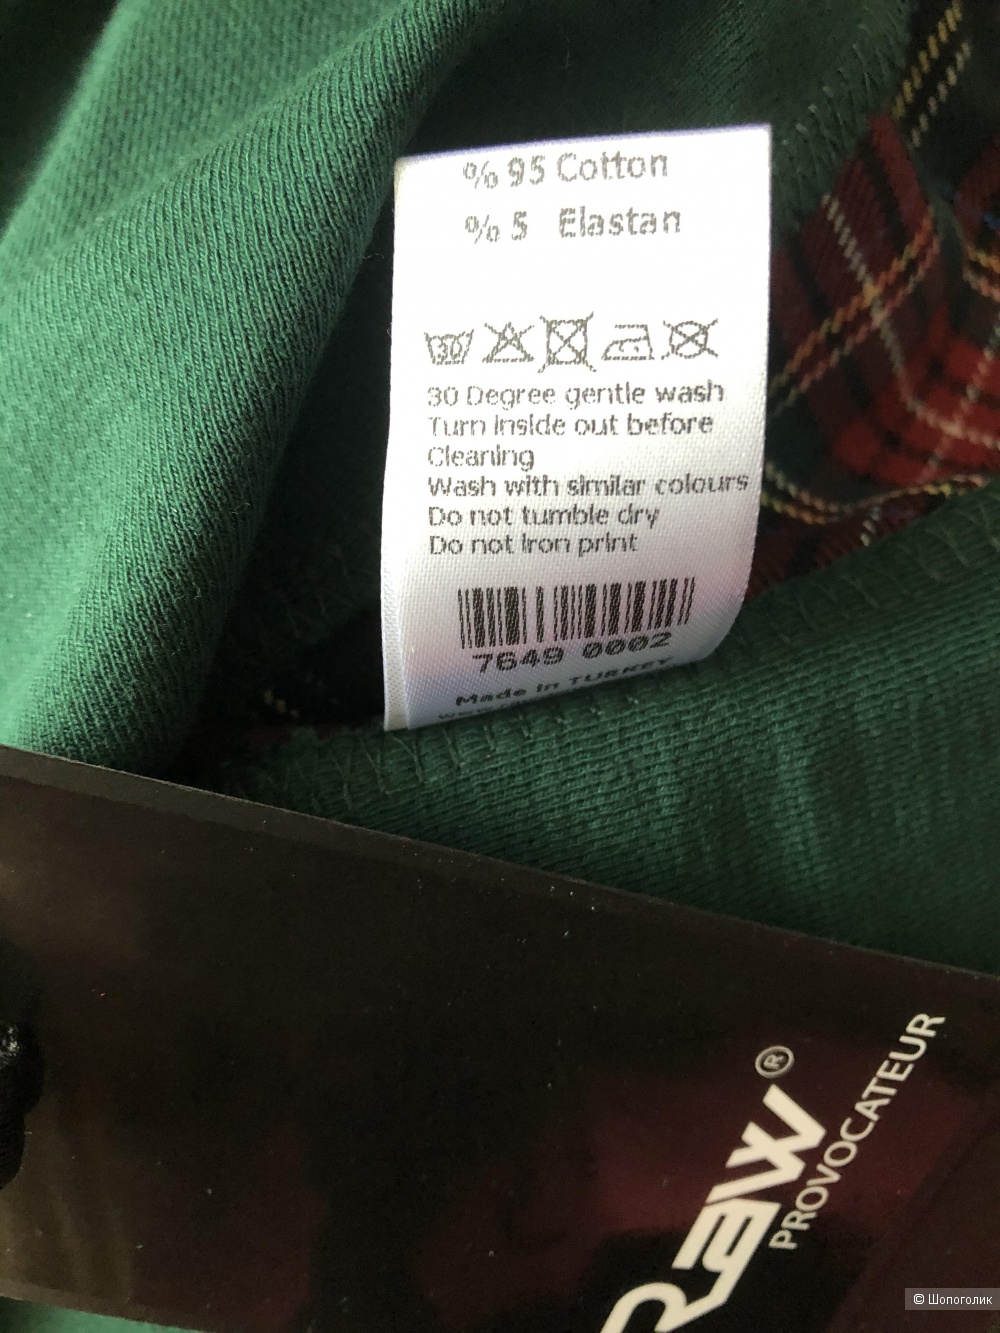 % 95 Cotton
% 5 Elastan
30
30 Degree gentle wash
Turn inside out before
Cleaning
Wash with similar colours
Do not tumble dry
Do not iron print
7649 0002
Made in TURKEY
RAW®
PROVOCATEUR
© Шопоголик